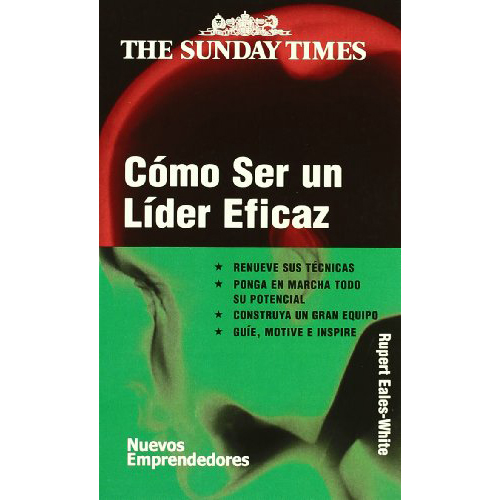 THE SUNDAY TIMES
Cómo Ser un
Líder Eficaz
★ RENUEVE SUS TÉCNICAS
★ PONGA EN MARCHA TODO
SU POTENCIAL
★ CONSTRUYA UN GRAN EQUIPO
★ GUÍE, MOTIVE E INSPIRE
Rupert Eales-White
Nuevos
Emprendedores